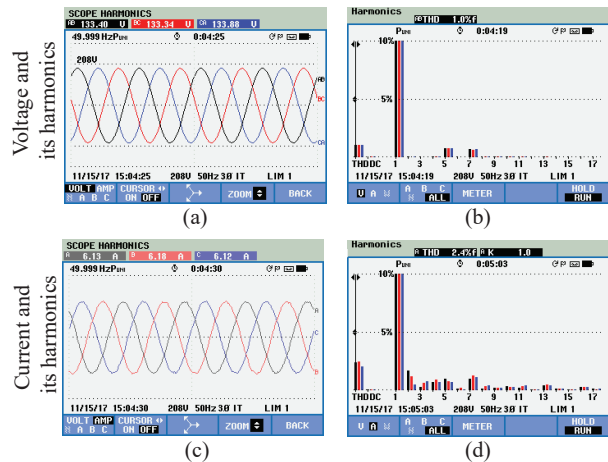 Voltage and
its harmonics
SCOPE HARMONICS
AB 133.40 V BC 133.34 V CA 133.88 V
49.999 Hz PUNI 0:04:25
208V
AB
BC
CA
11/15/17 15:04:25 208V 50Hz 3Ø IT LIM 1
VOLT AMP CURSOR ZOOM BACK
N A B C ON OFF
(a)
Harmonics
AB THD 1.0%f
PUNI 0:04:19
10%
5%
THDDC 1 3 5 7 9 11 13 15 17
11/15/17 15:04:19 208V 50Hz 3Ø IT LIM 1
V A W A B C METER HOLD
N ALL RUN
(b)
Current and
its harmonics
SCOPE HARMONICS
A 6.13 A B 6.18 A C 6.12 A
49.999 Hz PUNI 0:04:30
A
C
B
11/15/17 15:04:30 208V 50Hz 3Ø IT LIM 1
VOLT AMP CURSOR ZOOM BACK
N A B C ON OFF
(c)
Harmonics
A THD 2.4%f A K 1.0
PUNI 0:05:03
10%
5%
THDDC 1 3 5 7 9 11 13 15 17
11/15/17 15:05:03 208V 50Hz 3Ø IT LIM 1
V A W A B C METER HOLD
N ALL RUN
(d)